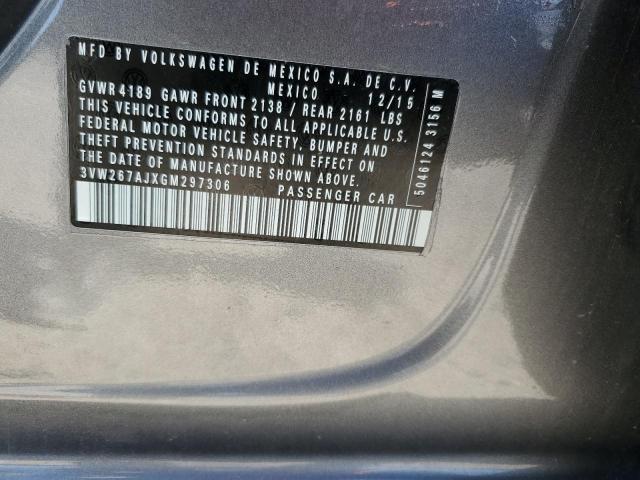 MFD BY VOLKSWAGEN DE MEXICO S.A. DE C.V.
MEXICO 12/15
GVWR 4189 GAWR FRONT 2138 / REAR 2161 LBS
THIS VEHICLE CONFORMS TO ALL APPLICABLE U.S.
FEDERAL MOTOR VEHICLE SAFETY, BUMPER AND
THEFT PREVENTION STANDARDS IN EFFECT ON
THE DATE OF MANUFACTURE SHOWN ABOVE.
3VW267AJXGM297306 PASSENGER CAR
5046124 3156 M